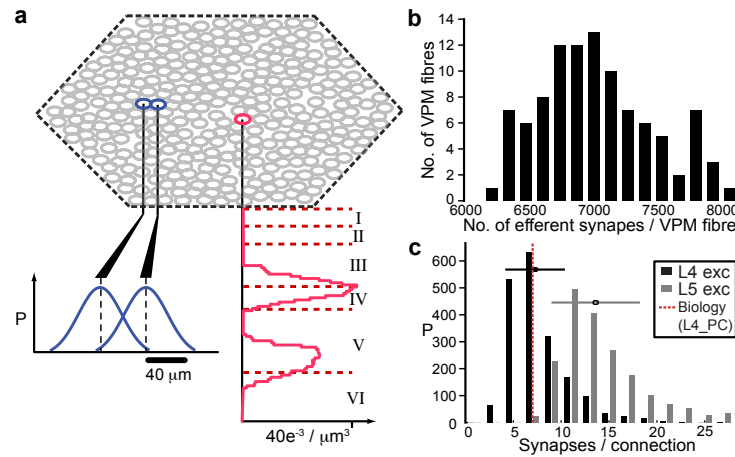 a
I
II
III
IV
V
VI
P
40 μm
40e⁻³ / μm³
b
No. of VPM fibres
14
12
10
8
6
4
2
0
6000 6500 7000 7500 8000
No. of efferent synapes / VPM fibre
c
P
600
500
400
300
200
100
0
0 5 10 15 20 25
Synapses / connection
L4 exc
L5 exc
Biology
(L4_PC)